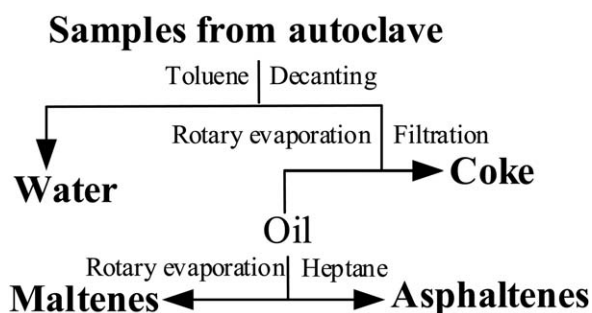 Samples from autoclave
Toluene Decanting
Rotary evaporation Filtration
Water
Coke
Oil
Rotary evaporation Heptane
Maltenes Asphaltenes